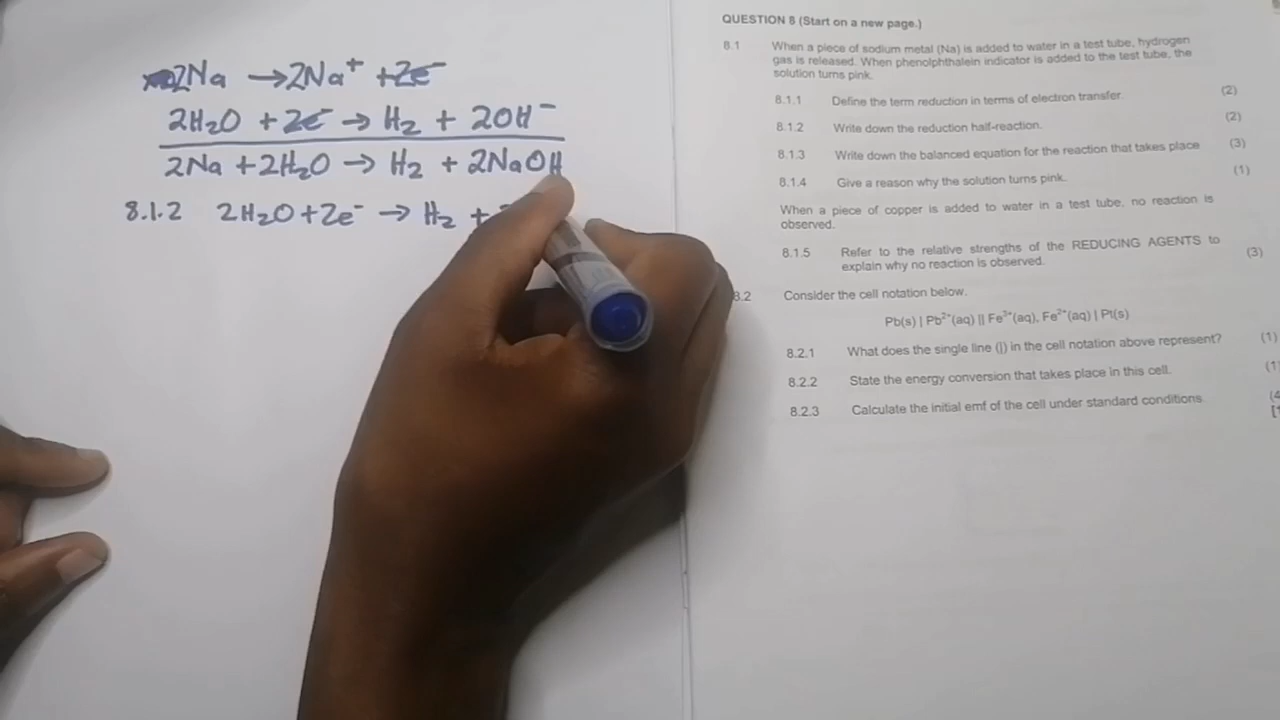 2Na → 2Na⁺ + 2e⁻
2H₂O + 2e⁻ → H₂ + 2OH⁻
2Na + 2H₂O → H₂ + 2NaOH
8.1.2 2H₂O + 2e⁻ → H₂ +
QUESTION 8 (Start on a new page.)
8.1 When a piece of sodium metal (Na) is added to water in a test tube, hydrogen
gas is released. When phenolphthalein indicator is added to the test tube, the
solution turns pink.
8.1.1 Define the term reduction in terms of electron transfer. (2)
8.1.2 Write down the reduction half-reaction. (2)
8.1.3 Write down the balanced equation for the reaction that takes place (3)
8.1.4 Give a reason why the solution turns pink. (1)
When a piece of copper is added to water in a test tube, no reaction is
observed.
8.1.5 Refer to the relative strengths of the REDUCING AGENTS to
explain why no reaction is observed. (3)
8.2 Consider the cell notation below.
Pb(s) | Pb²⁺(aq) || Fe³⁺(aq), Fe²⁺(aq) | Pt(s)
8.2.1 What does the single line (|) in the cell notation above represent? (1)
8.2.2 State the energy conversion that takes place in this cell. (1
8.2.3 Calculate the initial emf of the cell under standard conditions. (4